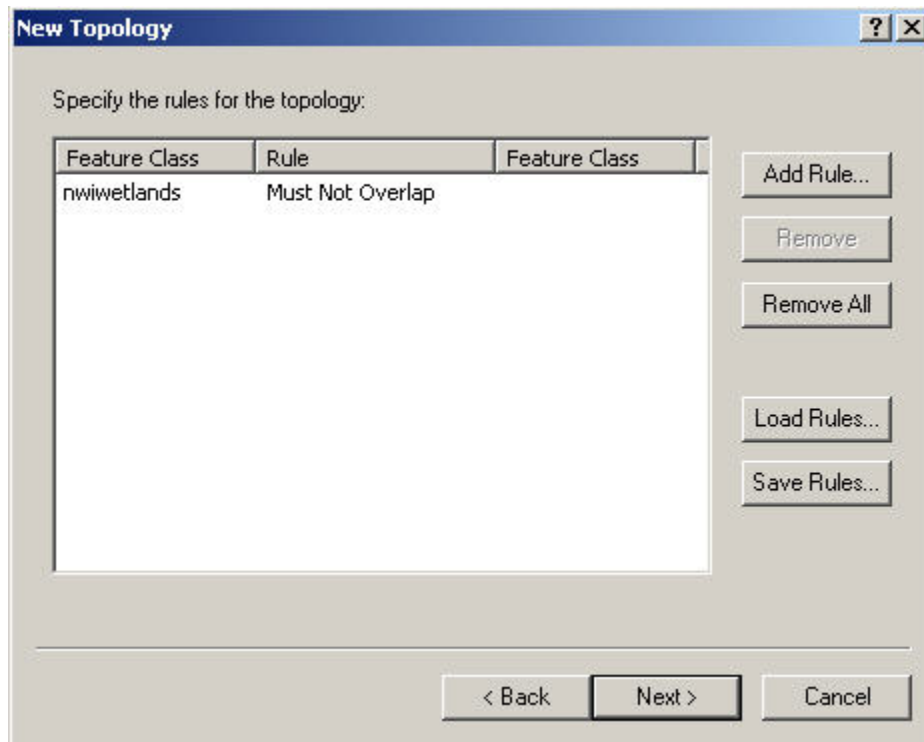 New Topology
Specify the rules for the topology:
Feature Class Rule Feature Class
nwiwetlands Must Not Overlap
Add Rule...
Remove
Remove All
Load Rules...
Save Rules...
< Back Next > Cancel